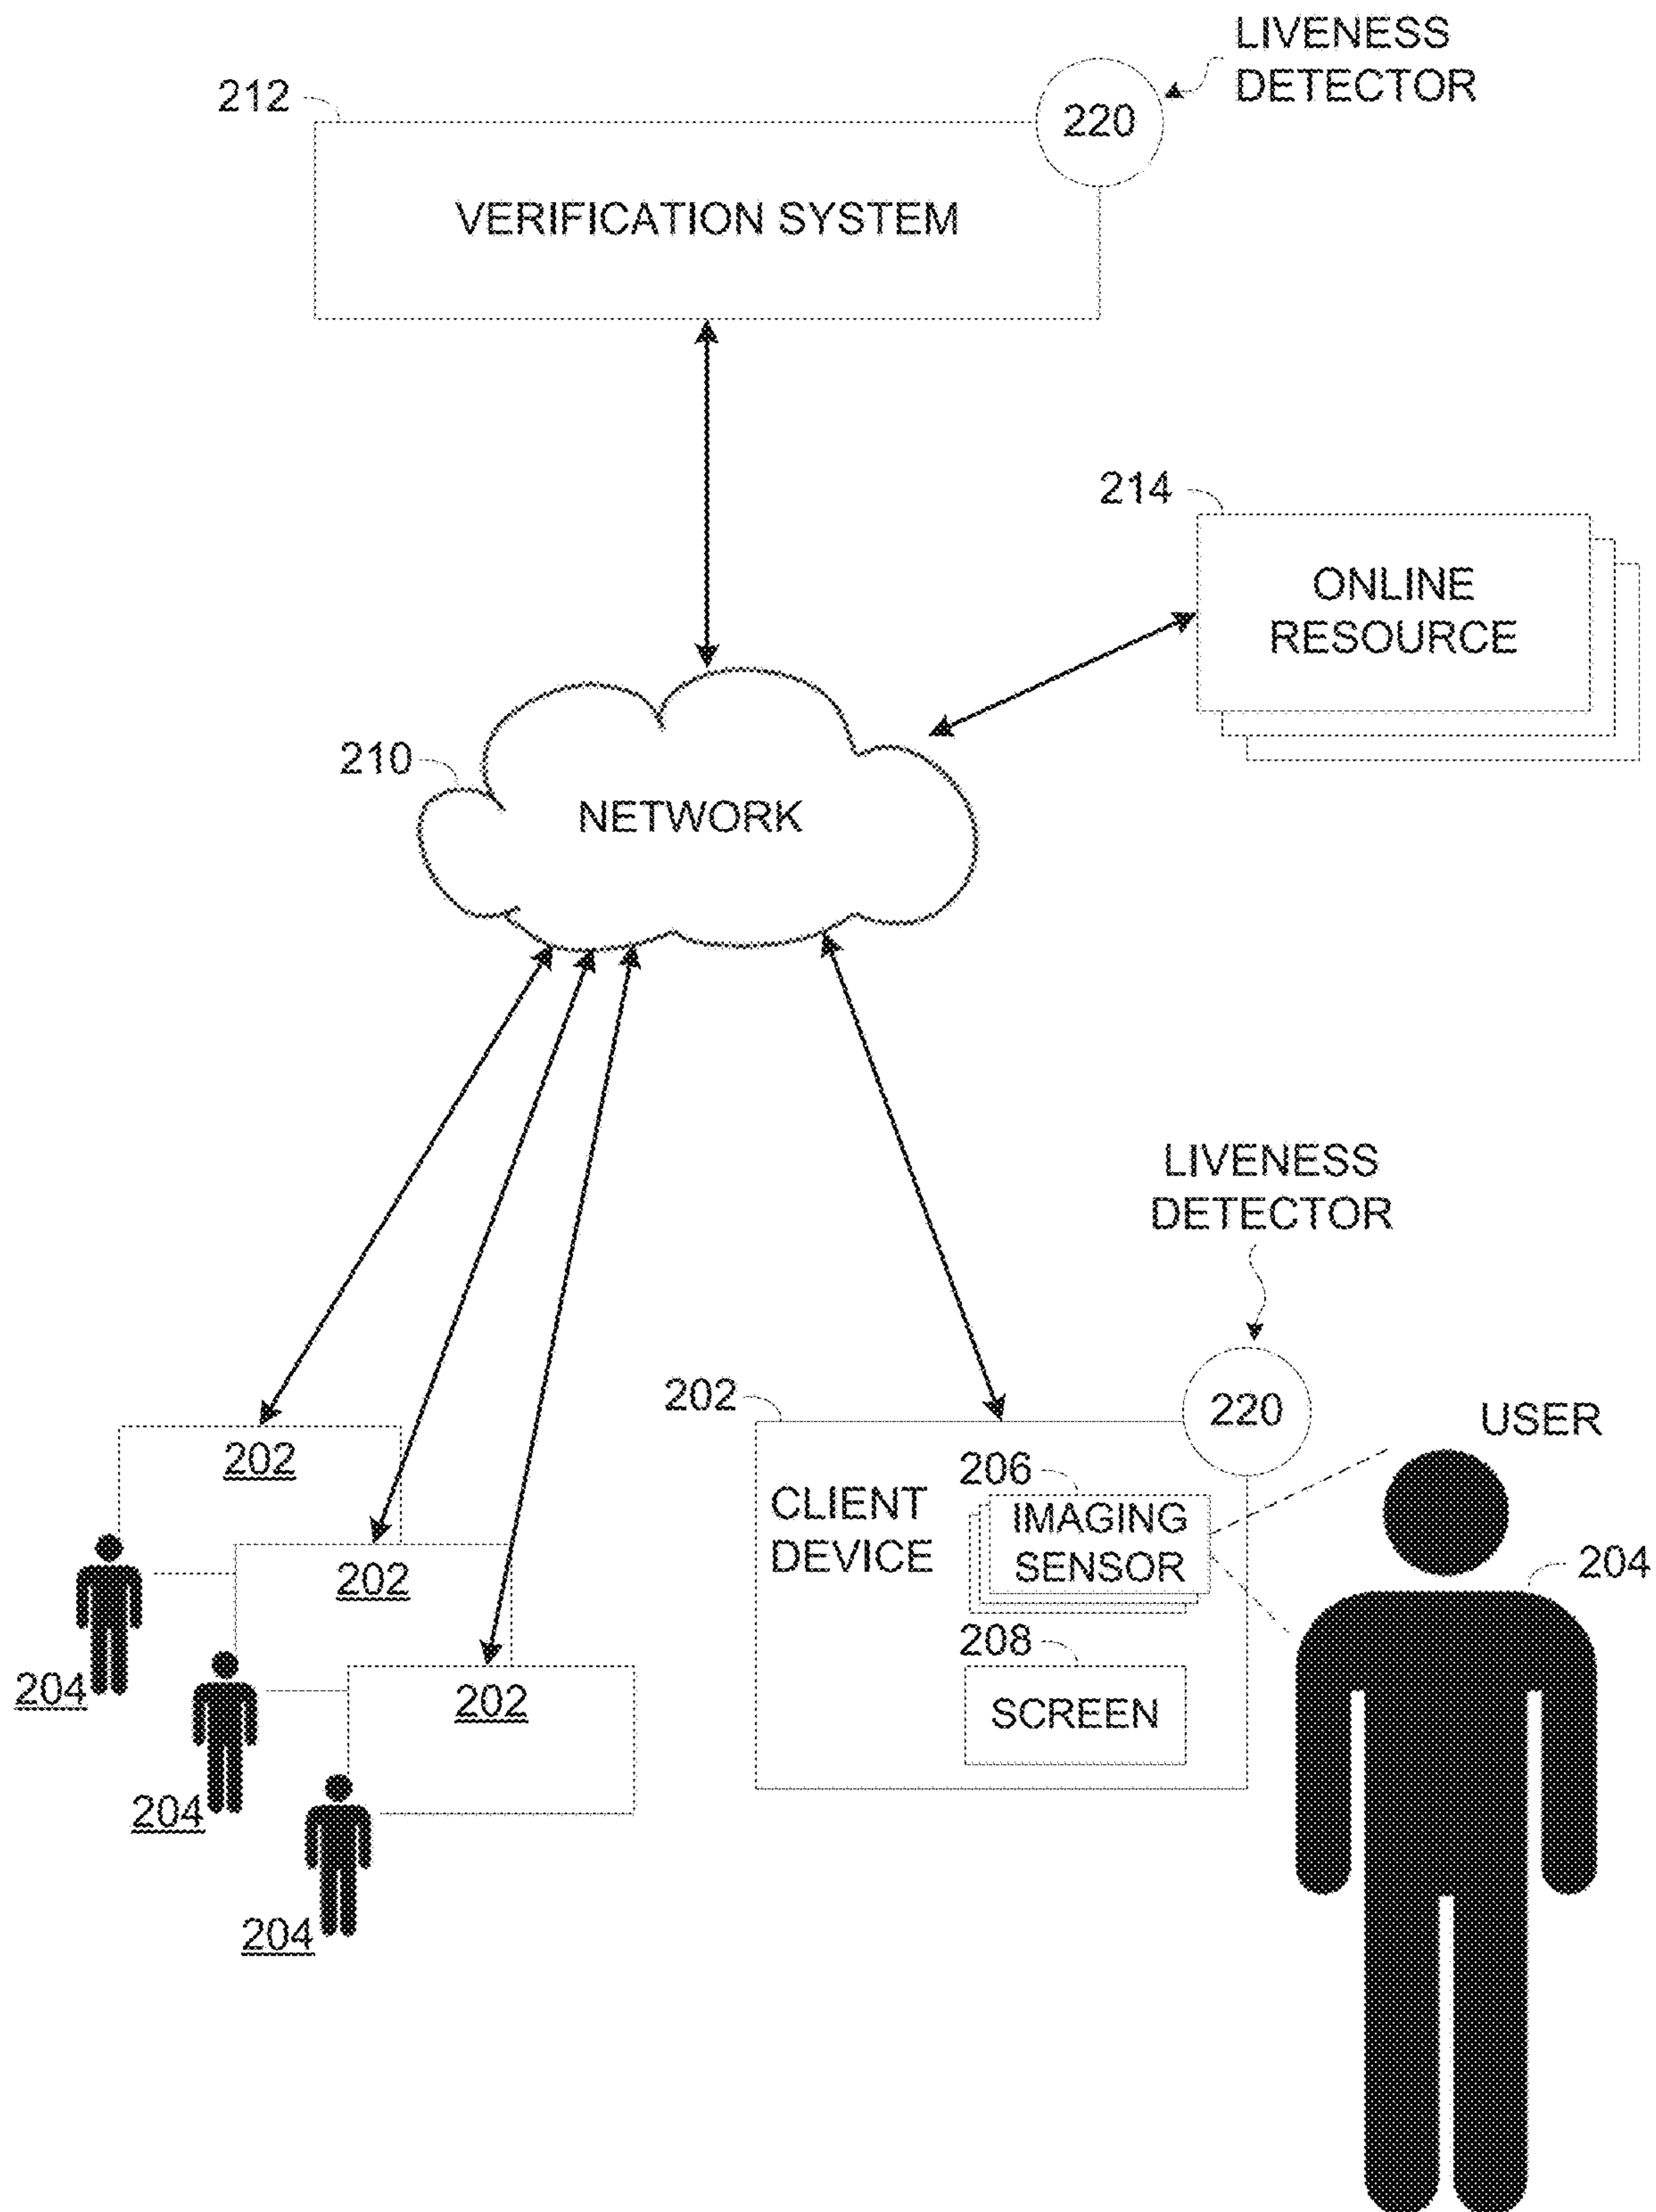 LIVENESS
DETECTOR
212
220
VERIFICATION SYSTEM
214
ONLINE
RESOURCE
210
NETWORK
LIVENESS
DETECTOR
202
220
USER
202
206
CLIENT
DEVICE
IMAGING
SENSOR
204
202
208
SCREEN
204
202
204
204